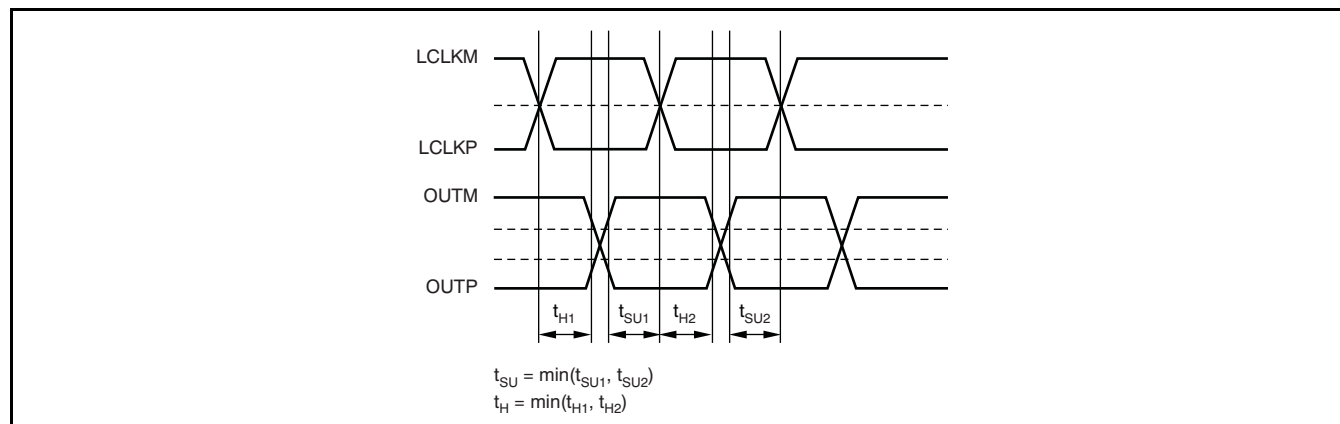 LCLKM
LCLKP
OUTM
OUTP
tH1 tSU1 tH2 tSU2
tSU = min(tSU1, tSU2)
tH = min(tH1, tH2)